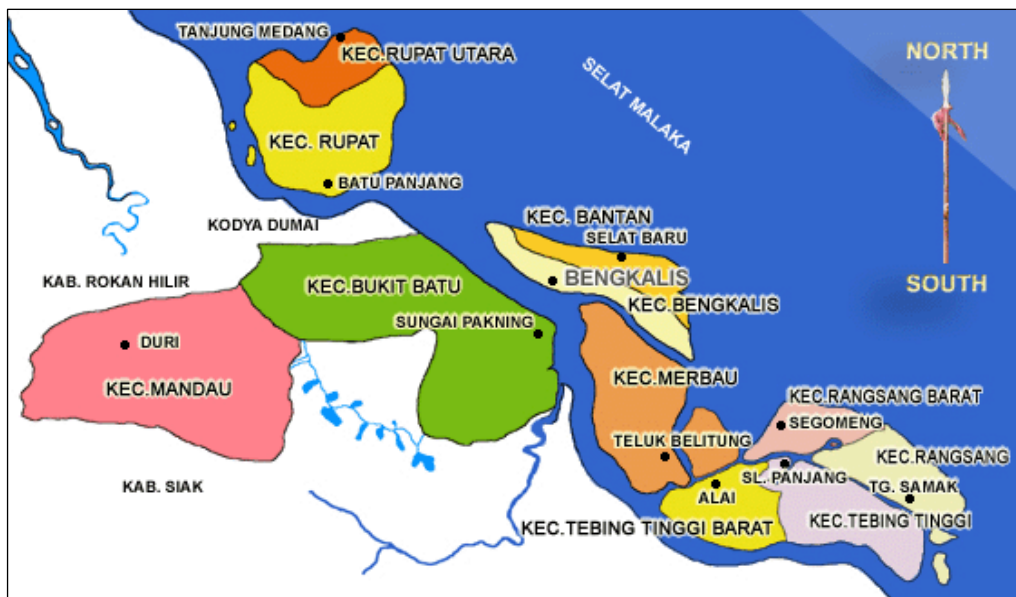 TANJUNG MEDANG
KEC.RUPAT UTARA
NORTH
SELAT MALAKA
KEC. RUPAT
BATU PANJANG
KEC. BANTAN
KODYA DUMAI
SELAT BARU
KAB. ROKAN HILIR
KEC.BUKIT BATU
BENGKALIS
SOUTH
KEC.BENGKALIS
SUNGAI PAKNING
DURI
KEC.MANDAU
KEC.MERBAU
KEC.RANGSANG BARAT
SEGOMENG
TELUK BELITUNG
KEC.RANGSANG
SL. PANJANG
KAB. SIAK
TG. SAMAK
ALAI
KEC.TEBING TINGGI BARAT
KEC.TEBING TINGGI